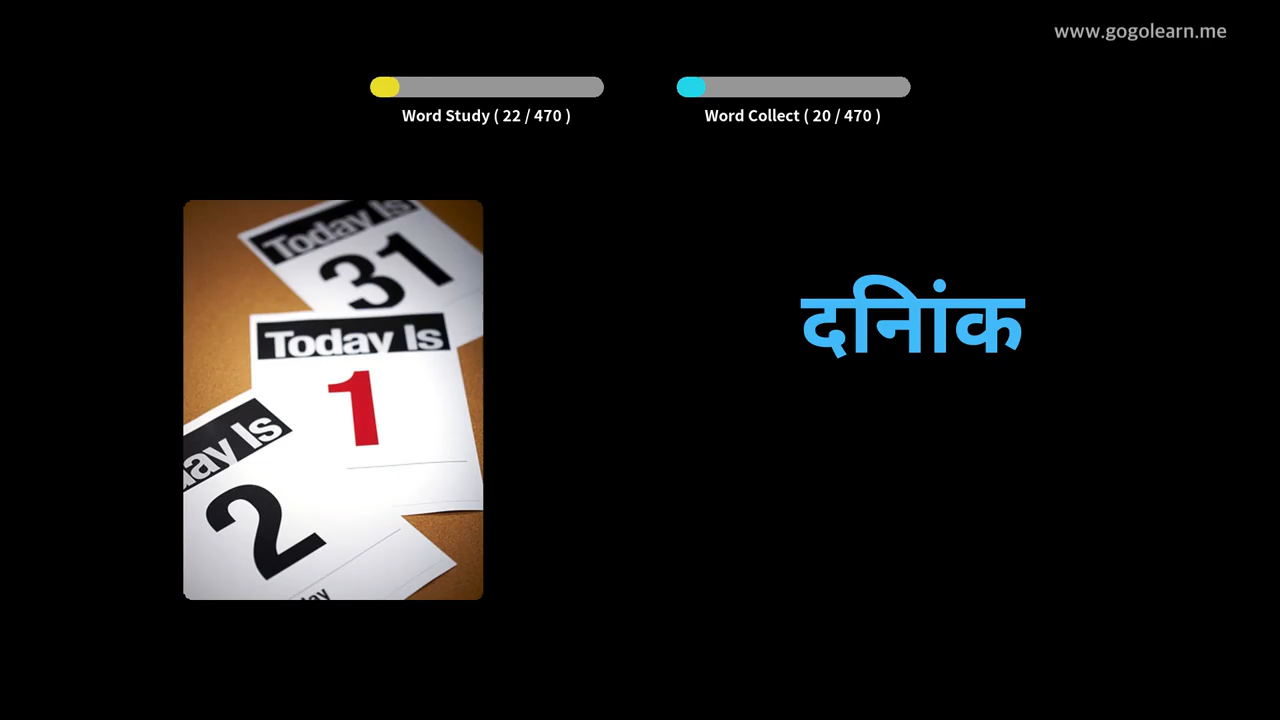 www.gogolearn.me
Word Study ( 22 / 470 )
Word Collect ( 20 / 470 )
Today Is
31
Today Is
1
ay Is
2
ay
दनिांक